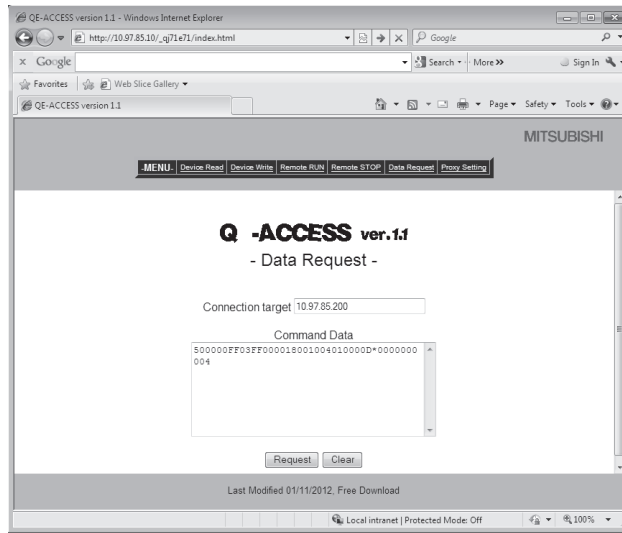 QE-ACCESS version 1.1 - Windows Internet Explorer
http://10.97.85.10/_qj71e71/index.html
Google
x Google
Search
More »
Sign In
Favorites
Web Slice Gallery
QE-ACCESS version 1.1
Page
Safety
Tools
MITSUBISHI
-MENU- Device Read Device Write Remote RUN Remote STOP Data Request Proxy Setting
Q -ACCESS ver.1.1
- Data Request -
Connection target 10.97.85.200
Command Data
500000FF03FF000018001004010000D*0000000
004
Request Clear
Last Modified 01/11/2012, Free Download
Local intranet | Protected Mode: Off
100%